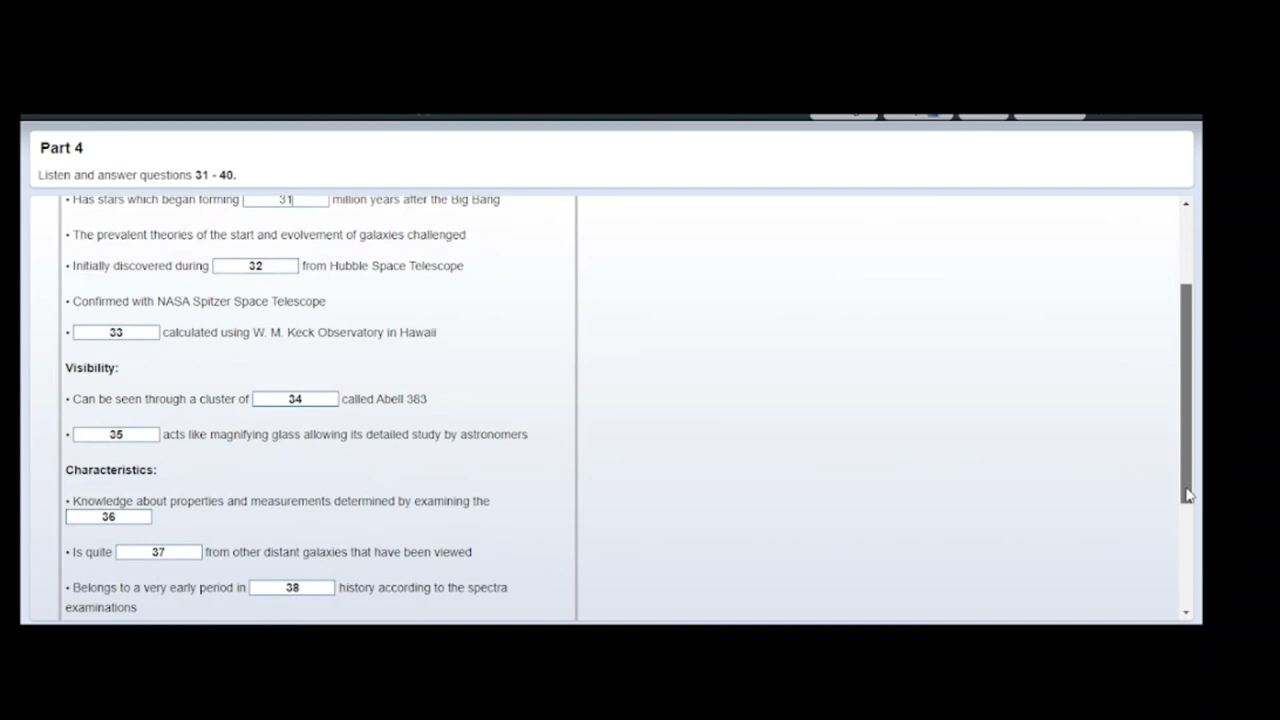 Part 4
Listen and answer questions 31 - 40.
• Has stars which began forming 31 million years after the Big Bang
• The prevalent theories of the start and evolvement of galaxies challenged
• Initially discovered during 32 from Hubble Space Telescope
• Confirmed with NASA Spitzer Space Telescope
• 33 calculated using W. M. Keck Observatory in Hawaii
Visibility:
• Can be seen through a cluster of 34 called Abell 383
• 35 acts like magnifying glass allowing its detailed study by astronomers
Characteristics:
• Knowledge about properties and measurements determined by examining the
36
• Is quite 37 from other distant galaxies that have been viewed
• Belongs to a very early period in 38 history according to the spectra
examinations